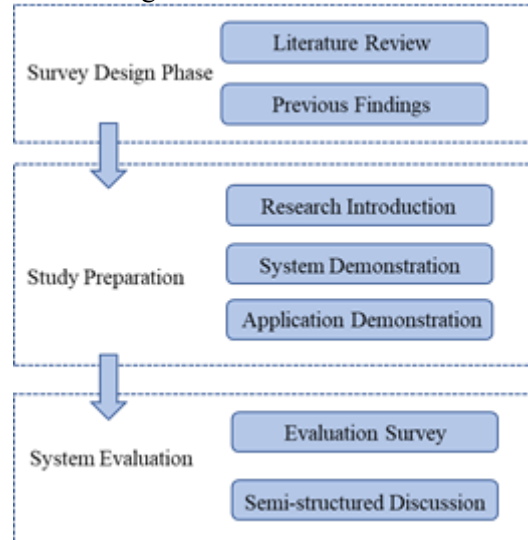 Literature Review
Survey Design Phase
Previous Findings
Research Introduction
System Demonstration
Study Preparation
Application Demonstration
Evaluation Survey
System Evaluation
Semi-structured Discussion